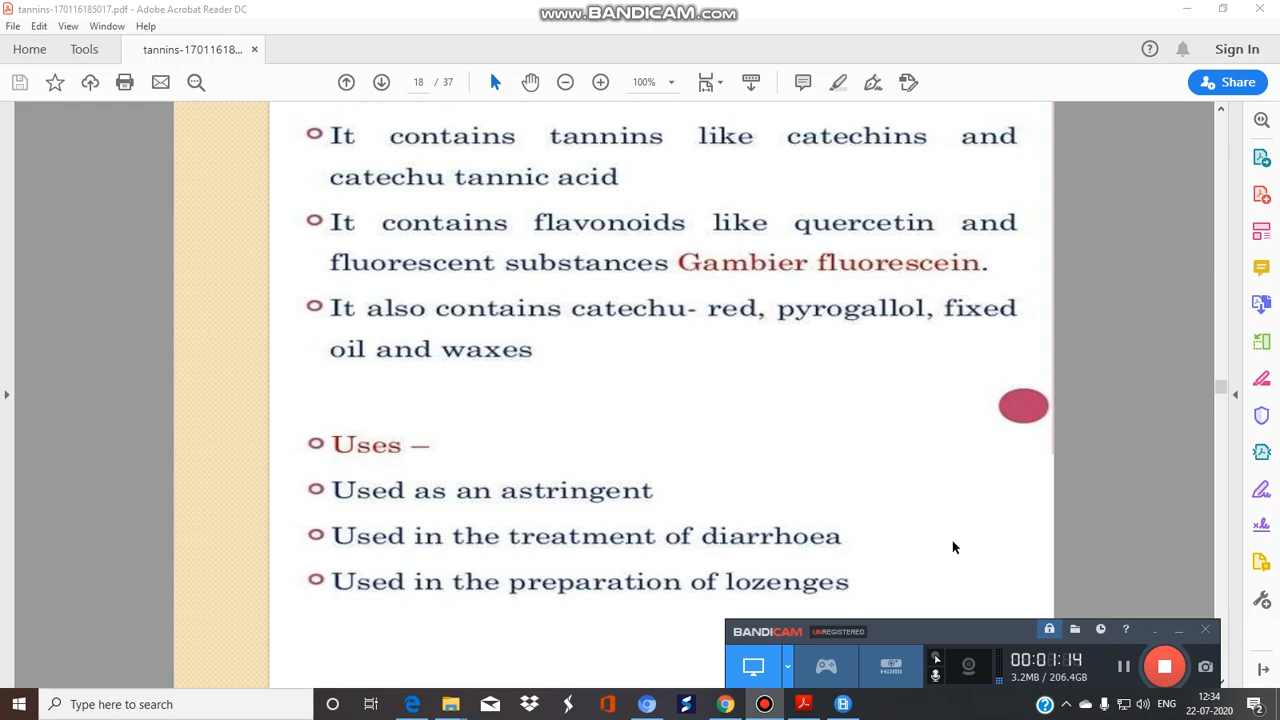 tannins-170116185017.pdf - Adobe Acrobat Reader DC
www.BANDICAM.com
File Edit View Window Help
Home Tools tannins-17011618... × Sign In
18 / 37 100% Share
It contains tannins like catechins and
catechu tannic acid
It contains flavonoids like quercetin and
fluorescent substances Gambier fluorescein.
It also contains catechu- red, pyrogallol, fixed
oil and waxes
Uses –
Used as an astringent
Used in the treatment of diarrhoea
Used in the preparation of lozenges
BANDICAM UNREGISTERED
HDMI
00:01:14
3.2MB / 206.4GB
Type here to search
ENG
12:34
22-07-2020
2